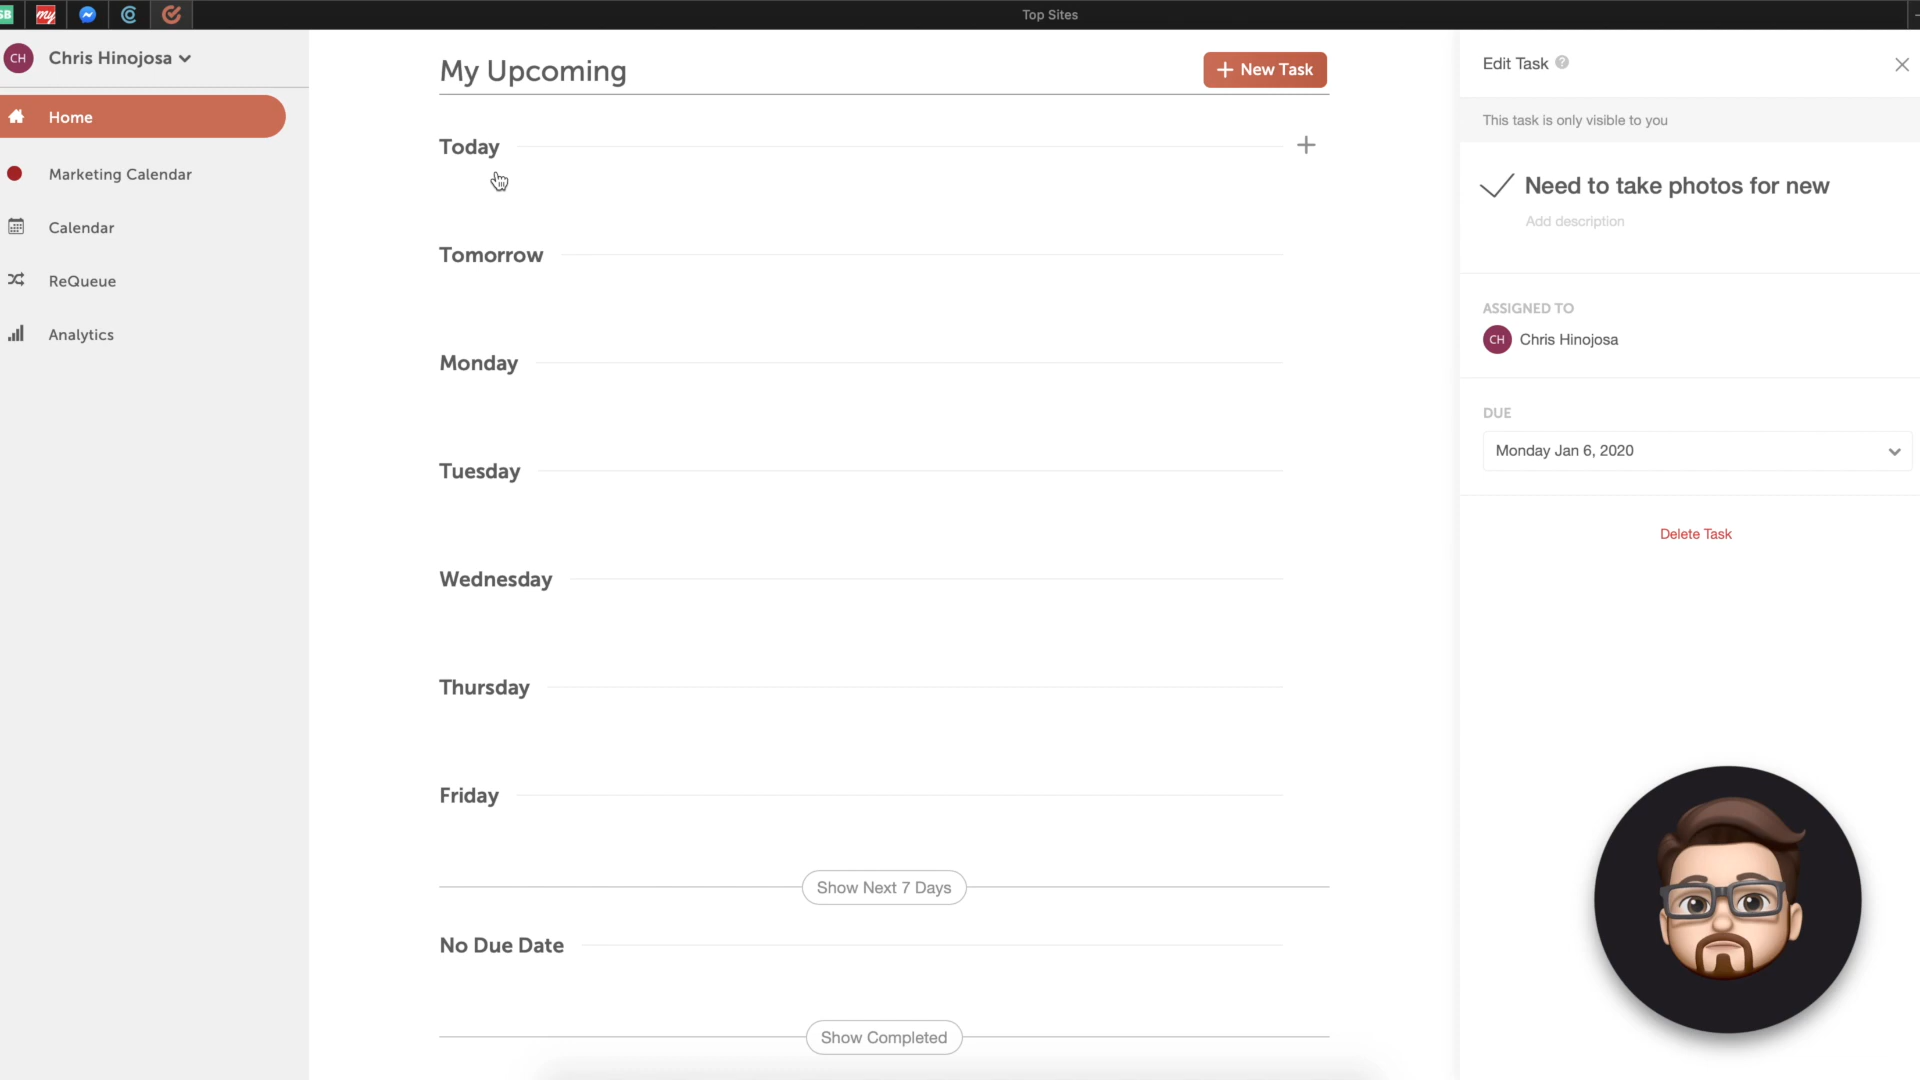 SB
my
Top Sites
CH Chris Hinojosa
Home
Marketing Calendar
Calendar
ReQueue
Analytics
My Upcoming
+ New Task
Today
Tomorrow
Monday
Tuesday
Wednesday
Thursday
Friday
Show Next 7 Days
No Due Date
Show Completed
Edit Task ?
This task is only visible to you
Need to take photos for new
Add description
ASSIGNED TO
CH Chris Hinojosa
DUE
Monday Jan 6, 2020
Delete Task